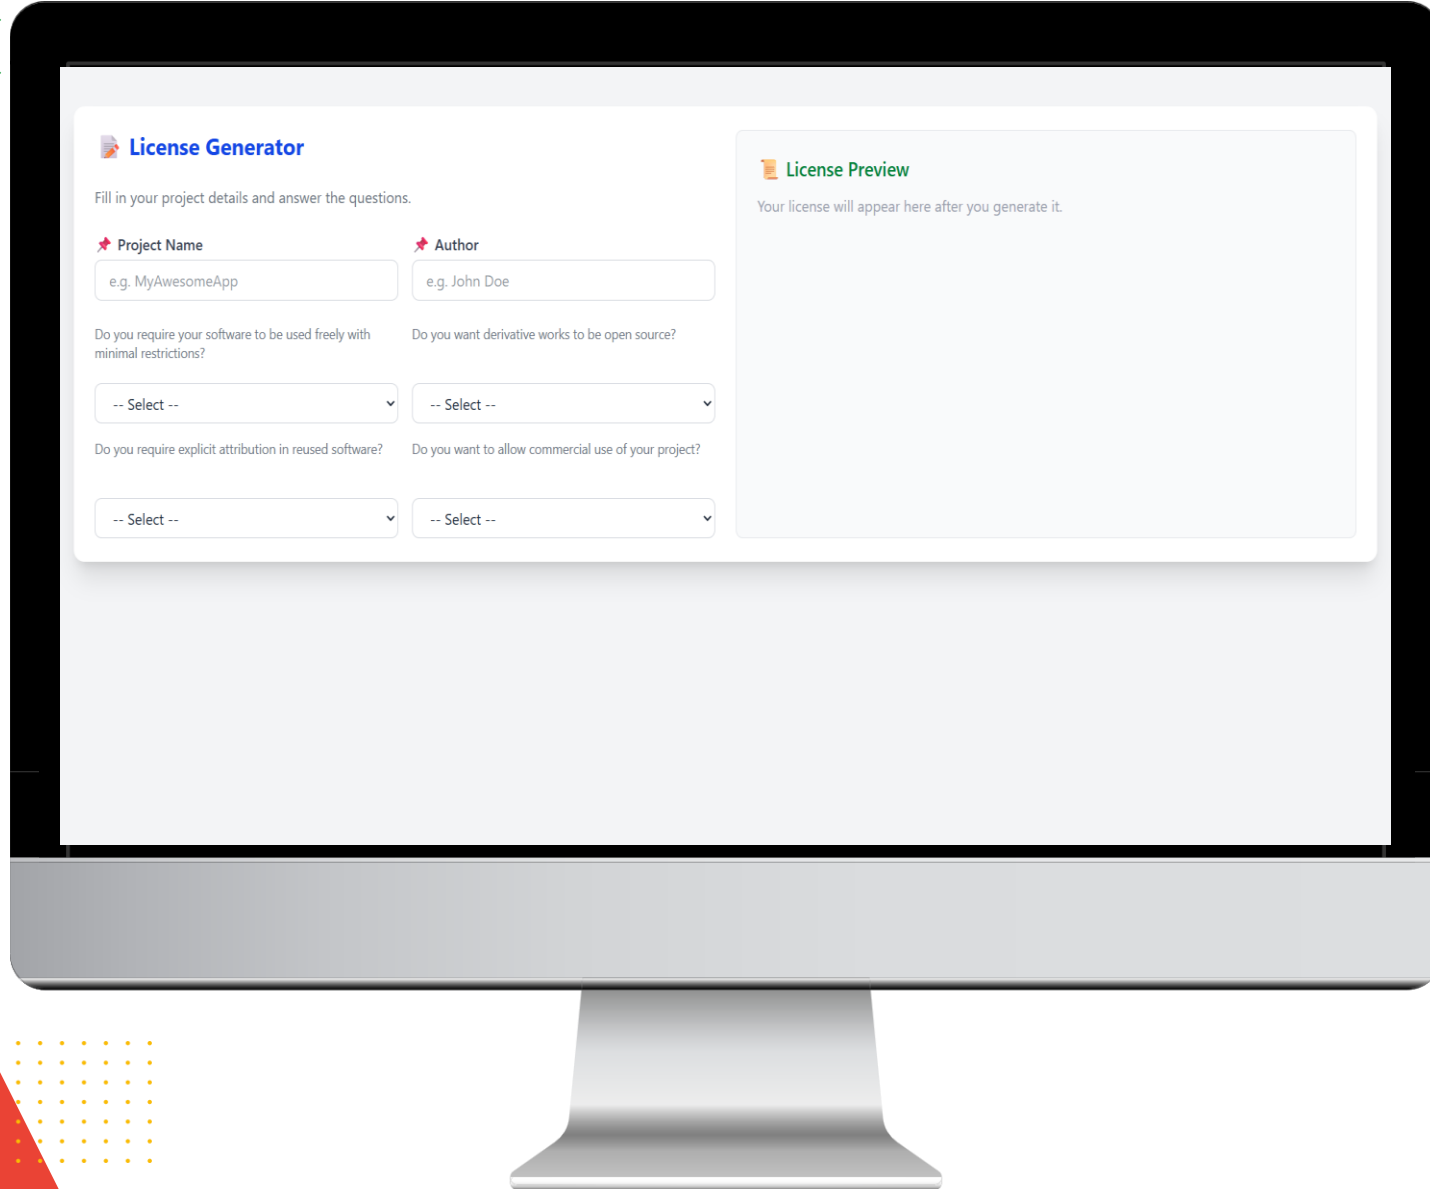 License Generator
Fill in your project details and answer the questions.
Project Name
Author
e.g. MyAwesomeApp
e.g. John Doe
Do you require your software to be used freely with
minimal restrictions?
Do you want derivative works to be open source?
-- Select --
-- Select --
Do you require explicit attribution in reused software?
Do you want to allow commercial use of your project?
-- Select --
-- Select --
License Preview
Your license will appear here after you generate it.